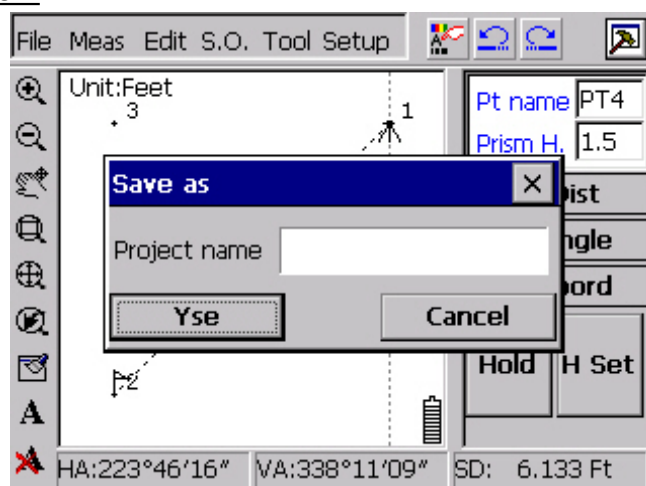 File Meas Edit S.O. Tool Setup
Unit:Feet
3
1
Pt name PT4
Prism H. 1.5
Save as
Project name
Yse Cancel
ist
ngle
ord
Hold H Set
2
A
HA:223°46'16" VA:338°11'09" SD: 6.133 Ft